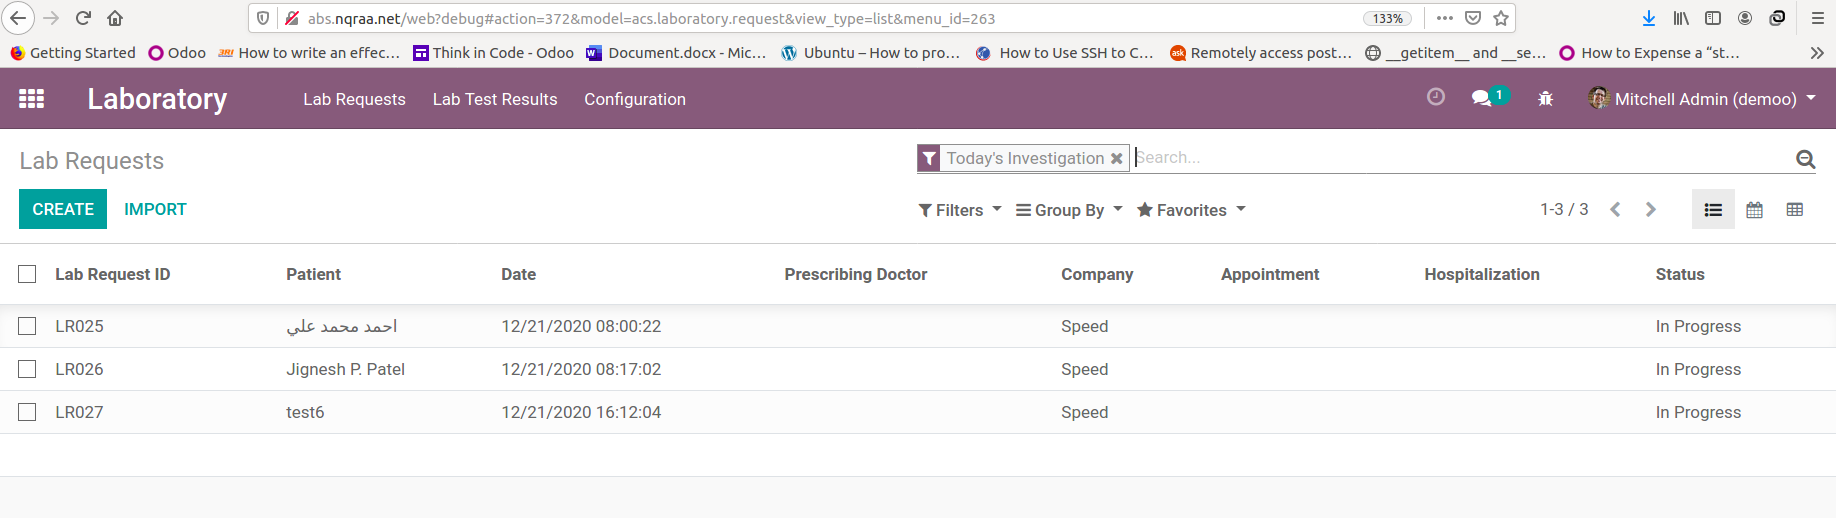 abs.nqraa.net/web?debug#action=372&model=acs.laboratory.request&view_type=list&menu_id=263 133%
Getting Started Odoo How to write an effec… Think in Code - Odoo Document.docx - Mic… Ubuntu – How to pro… How to Use SSH to C… Remotely access post… __getitem__ and __se… How to Expense a “st…
Laboratory Lab Requests Lab Test Results Configuration 1 Mitchell Admin (demoo)
Lab Requests Today's Investigation Search...
CREATE IMPORT Filters Group By Favorites 1-3 / 3
Lab Request ID Patient Date Prescribing Doctor Company Appointment Hospitalization Status
LR025 احمد محمد علي 12/21/2020 08:00:22 Speed In Progress
LR026 Jignesh P. Patel 12/21/2020 08:17:02 Speed In Progress
LR027 test6 12/21/2020 16:12:04 Speed In Progress